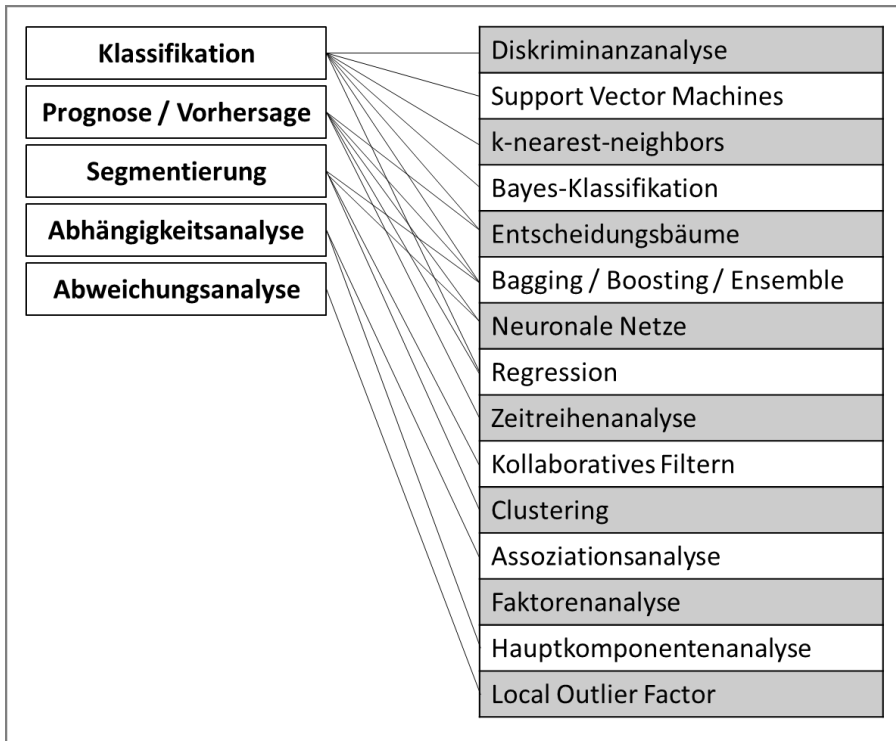 Klassifikation
Prognose / Vorhersage
Segmentierung
Abhängigkeitsanalyse
Abweichungsanalyse
Diskriminanzanalyse
Support Vector Machines
k-nearest-neighbors
Bayes-Klassifikation
Entscheidungsbäume
Bagging / Boosting / Ensemble
Neuronale Netze
Regression
Zeitreihenanalyse
Kollaboratives Filtern
Clustering
Assoziationsanalyse
Faktorenanalyse
Hauptkomponentenanalyse
Local Outlier Factor